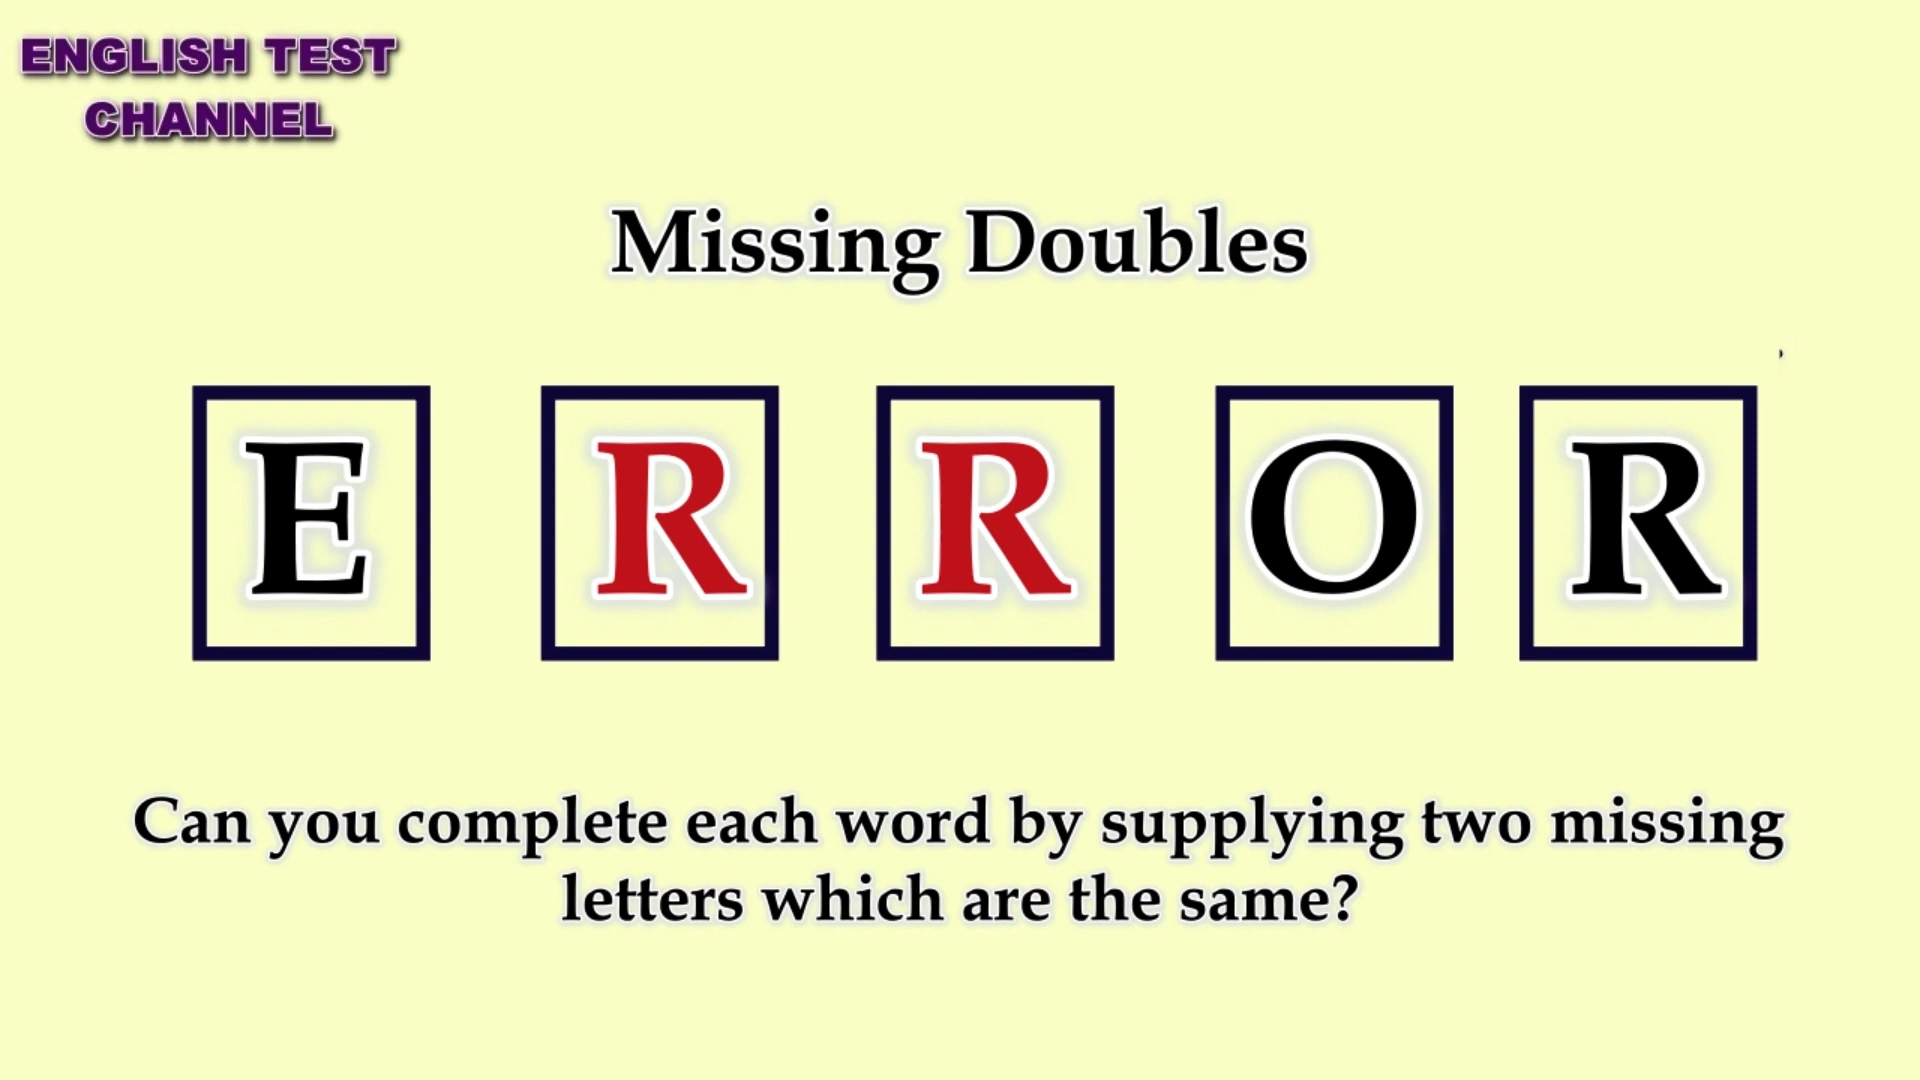 ENGLISH TEST
CHANNEL
Missing Doubles
E R R O R
Can you complete each word by supplying two missing
letters which are the same?